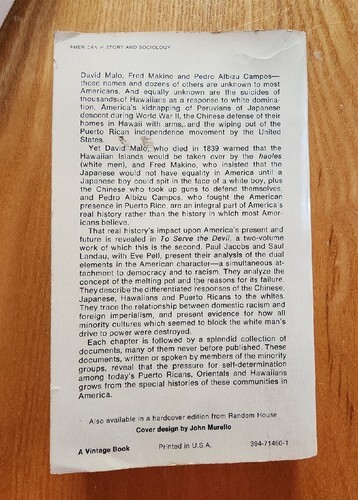 AMERICAN HISTORY AND SOCIOLOGY
David Malo, Fred Makino and Pedro Albizu Campos—
those names and dozens of others are unknown to most
Americans. And equally unknown are the suicides of
thousands of Hawaiians as a response to white domina-
tion, America's kidnapping of Peruvians of Japanese
descent during World War II, the Chinese defense of their
homes in Hawaii with arms, and the wiping out of the
Puerto Rican independence movement by the United
States.
Yet David Malo, who died in 1839 warned that the
Hawaiian Islands would be taken over by the haoles
(white men), and Fred Makino, who insisted that the
Japanese would not have equality in America until a
Japanese boy could spit in the face of a white boy, plus
the Chinese who took up guns to defend themselves,
and Pedro Albizu Campos, who fought the American
presence in Puerto Rico, are an integral part of America's
real history rather than the history in which most Amer-
icans believe.
That real history's impact upon America's present and
future is revealed in To Serve the Devil, a two-volume
work of which this is the second. Paul Jacobs and Saul
Landau, with Eve Pell, present their analysis of the dual
elements in the American character—a simultaneous at-
tachment to democracy and to racism. They analyze the
concept of the melting pot and the reasons for its failure.
They describe the differentiated responses of the Chinese,
Japanese, Hawaiians and Puerto Ricans to the whites.
They trace the relationship between domestic racism and
foreign imperialism, and present evidence for how all
minority cultures which seemed to block the white man's
drive to power were destroyed.
Each chapter is followed by a splendid collection of
documents, many of them never before published. These
documents, written or spoken by members of the minority
groups, reveal that the pressure for self-determination
among today's Puerto Ricans, Orientals and Hawaiians
grows from the special histories of these communities in
America.
Also available in a hardcover edition from Random House
Cover design by John Murello
A Vintage Book Printed in U.S.A. 394-71460-1